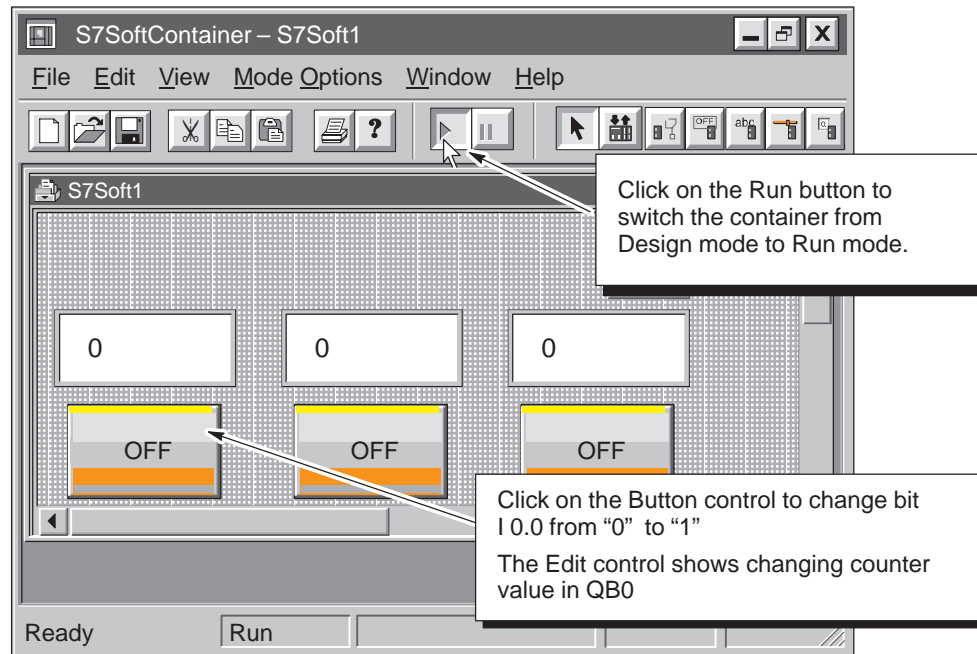 S7SoftContainer – S7Soft1
File Edit View Mode Options Window Help
?
OFF
abc
a
S7Soft1
Click on the Run button to
switch the container from
Design mode to Run mode.
0 0 0
OFF OFF OFF
Click on the Button control to change bit
I 0.0 from “0” to “1”
The Edit control shows changing counter
value in QB0
Ready Run